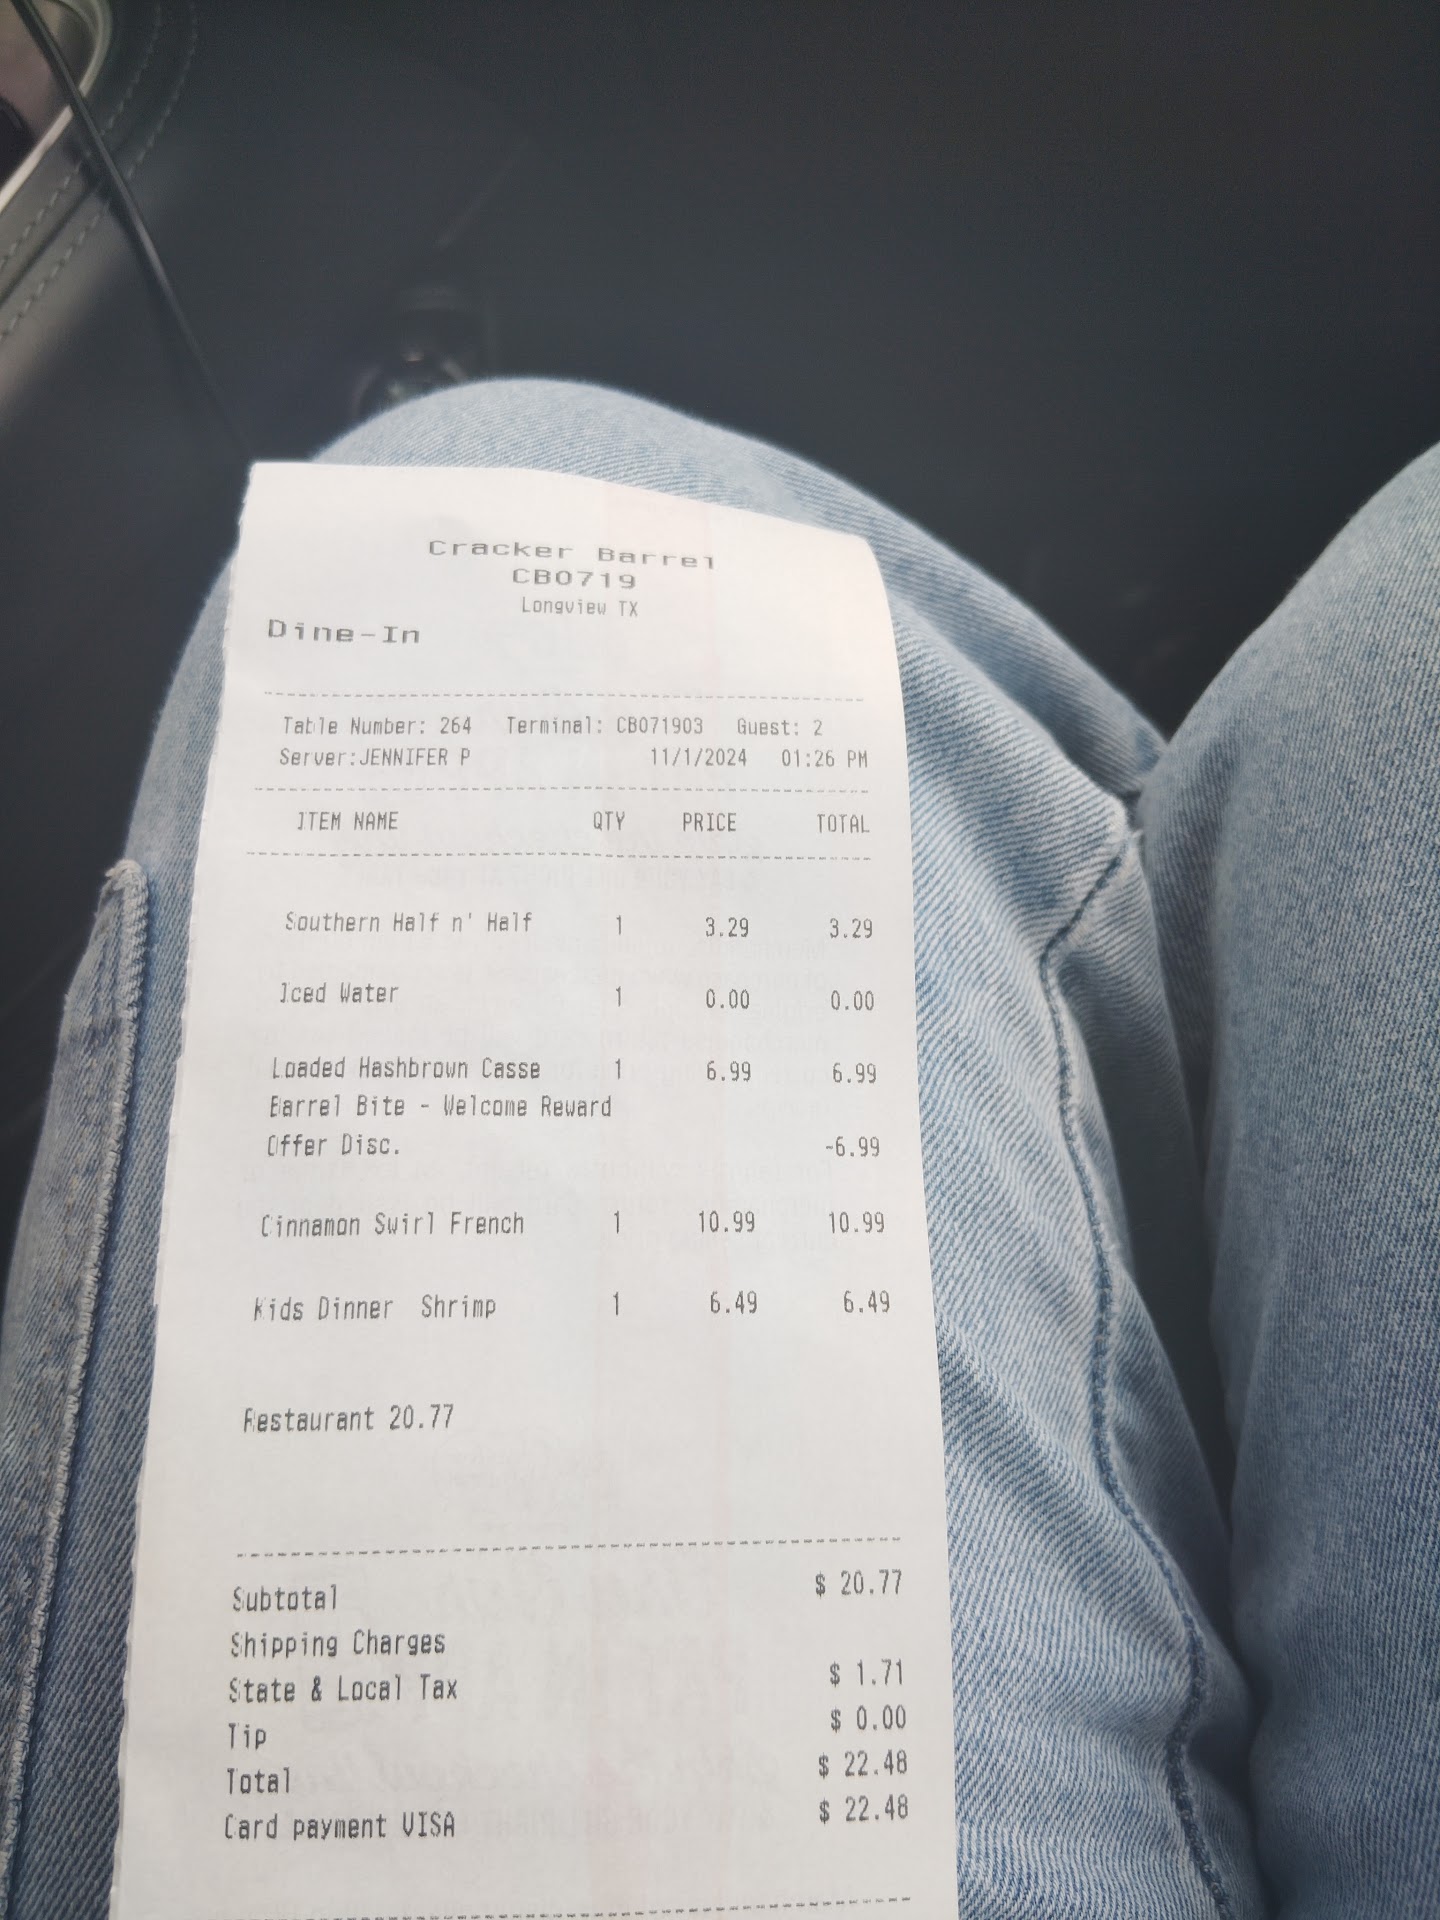 Cracker Barrel
CB0719
Longview TX
Dine-In
Table Number: 264 Terminal: CB071903 Guest: 2
Server:JENNIFER P 11/1/2024 01:26 PM
ITEM NAME QTY PRICE TOTAL
Southern Half n' Half 1 3.29 3.29
Iced Water 1 0.00 0.00
Loaded Hashbrown Casse 1 6.99 6.99
Barrel Bite - Welcome Reward
Offer Disc. -6.99
Cinnamon Swirl French 1 10.99 10.99
Kids Dinner Shrimp 1 6.49 6.49
Restaurant 20.77
Subtotal $ 20.77
Shipping Charges
State & Local Tax $ 1.71
Tip $ 0.00
Total $ 22.48
Card payment VISA $ 22.48